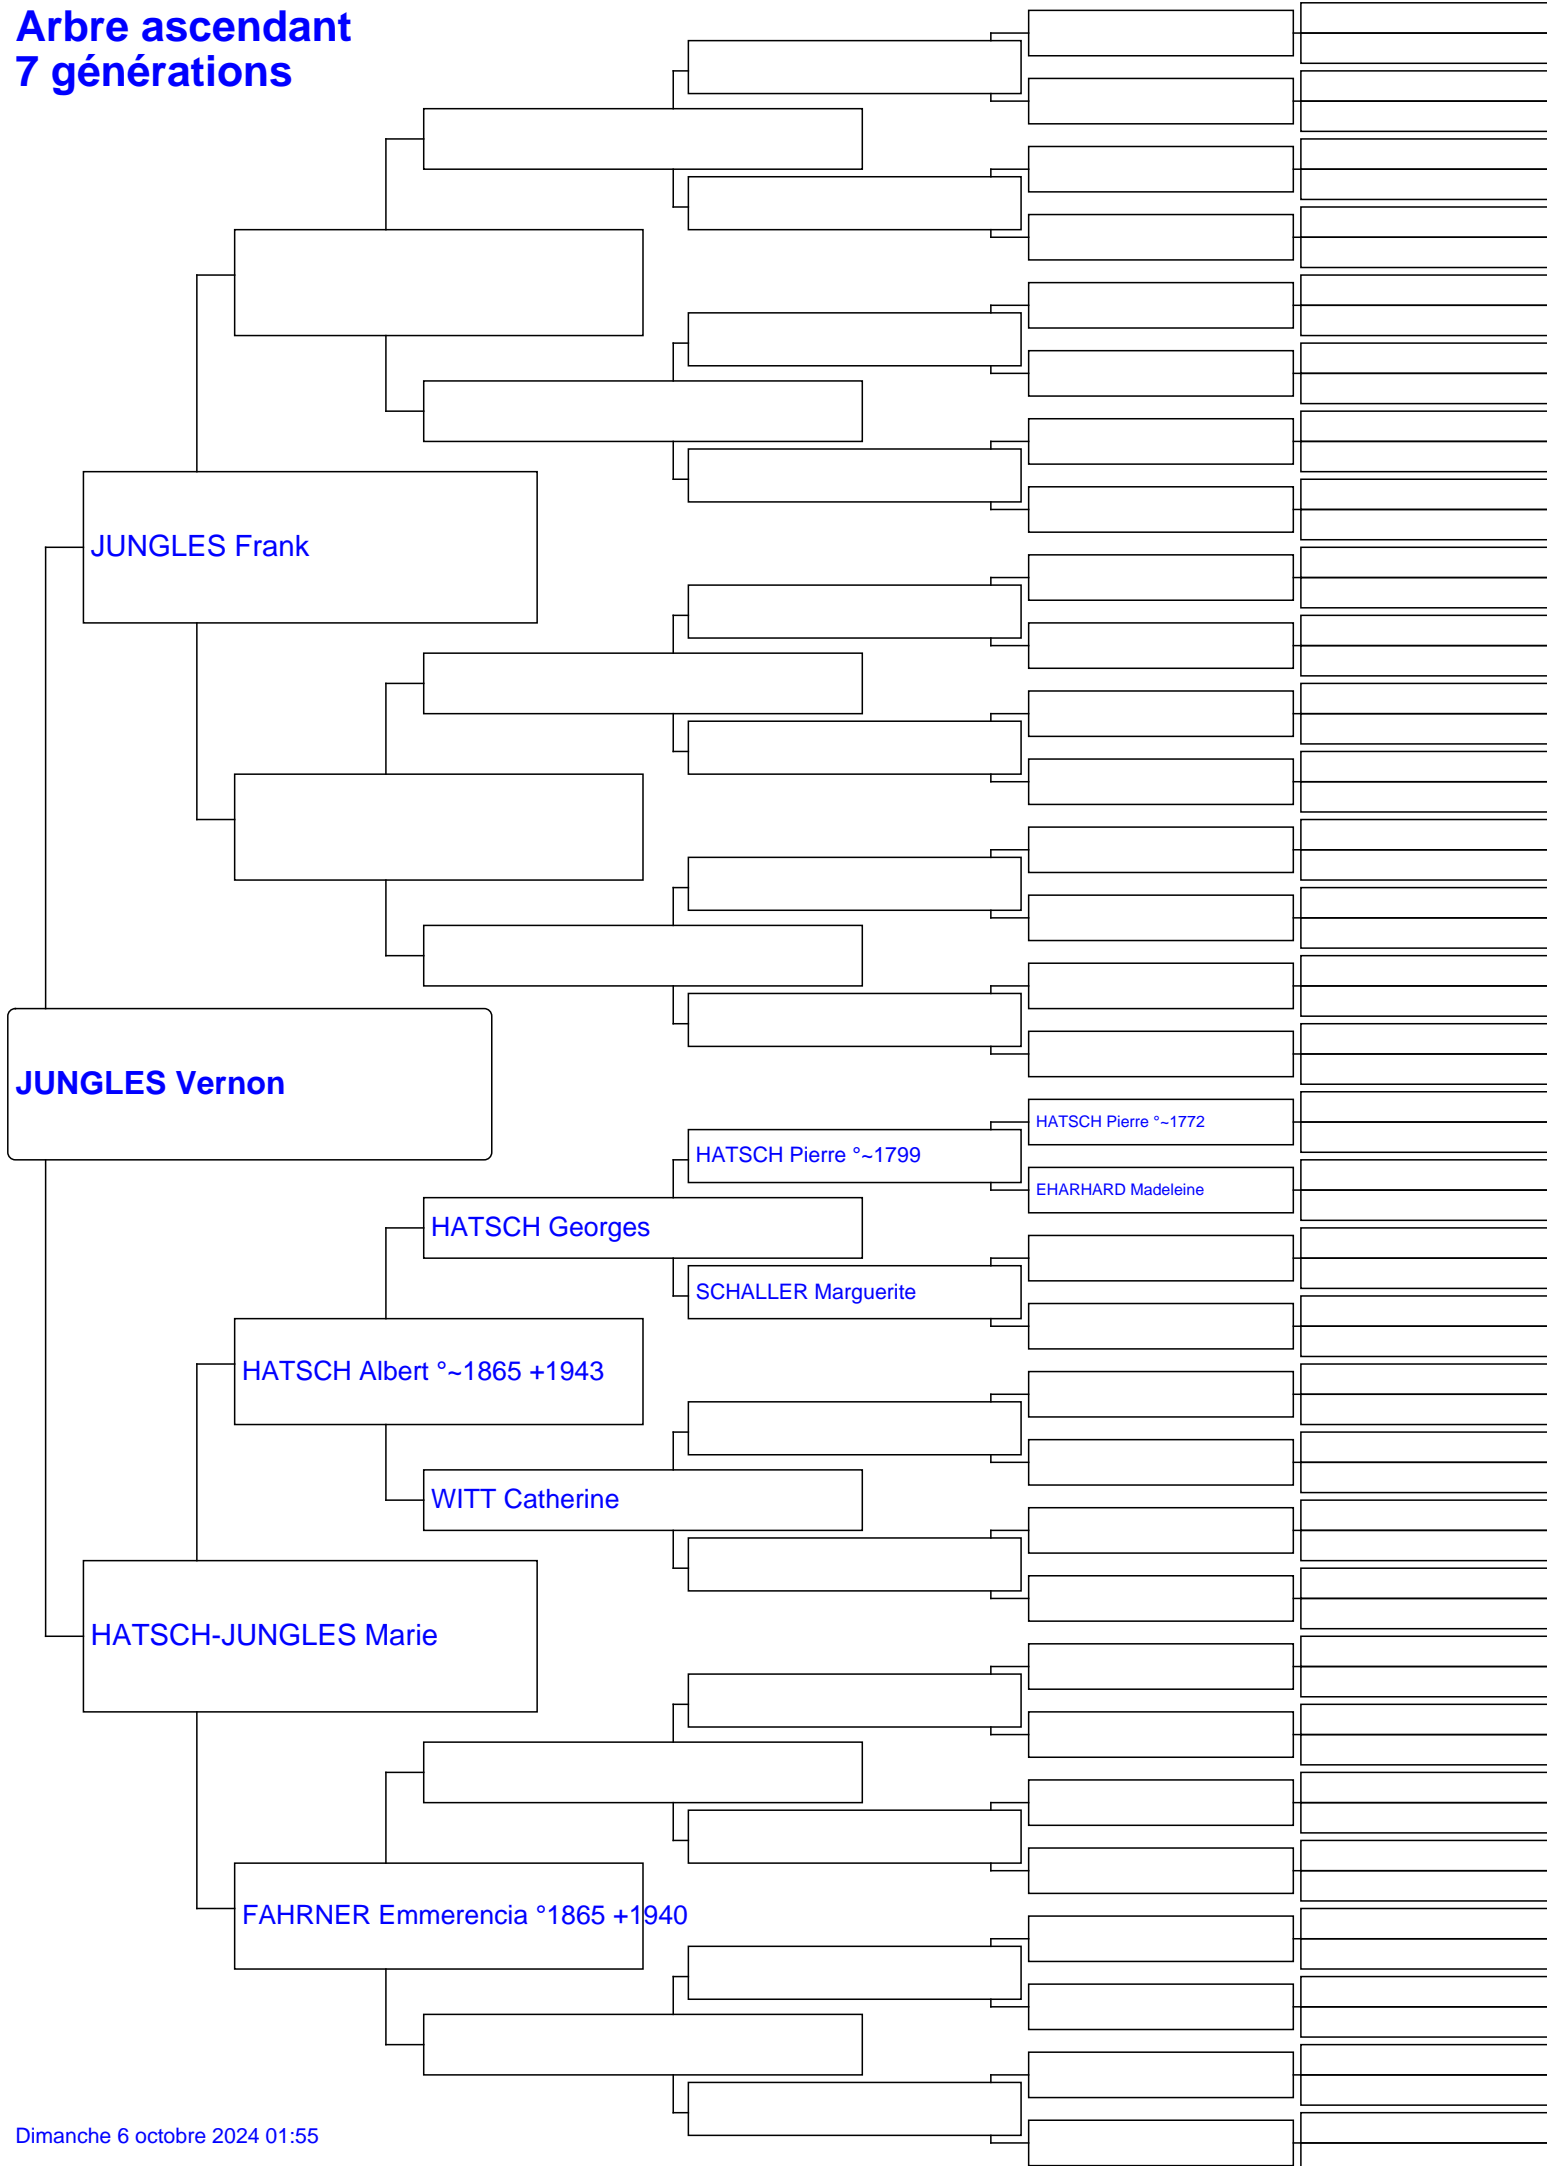 Arbre ascendant
7 générations
JUNGLES Frank
JUNGLES Vernon
HATSCH Pierre °~1772
HATSCH Pierre °~1799
EHARHARD Madeleine
HATSCH Georges
SCHALLER Marguerite
HATSCH Albert °~1865 +1943
WITT Catherine
HATSCH-JUNGLES Marie
FAHRNER Emmerencia °1865 +1940
Dimanche 6 octobre 2024 01:55